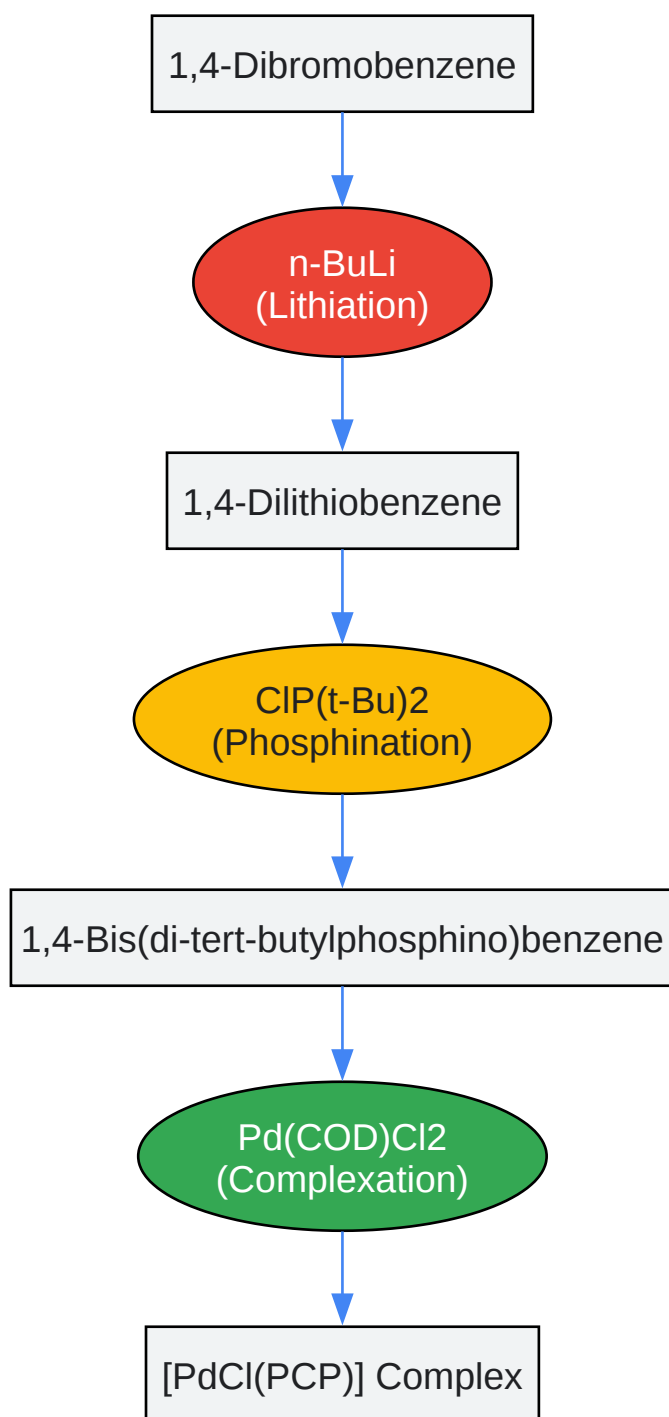 1,4-Dibromobenzene
n-BuLi
(Lithiation)
1,4-Dilithiobenzene
ClP(t-Bu)2
(Phosphination)
1,4-Bis(di-tert-butylphosphino)benzene
Pd(COD)Cl2
(Complexation)
[PdCl(PCP)] Complex